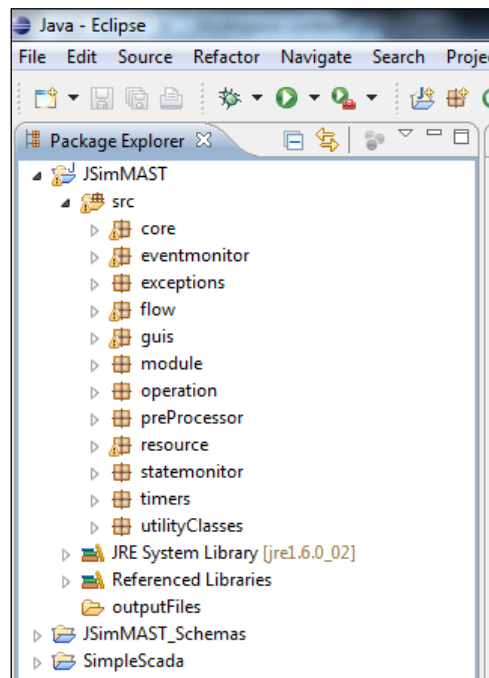 Java - Eclipse
File Edit Source Refactor Navigate Search Proje
Package Explorer
JSimMAST
src
core
eventmonitor
exceptions
flow
guis
module
operation
preProcessor
resource
statemonitor
timers
utilityClasses
JRE System Library [jre1.6.0_02]
Referenced Libraries
outputFiles
JSimMAST_Schemas
SimpleScada